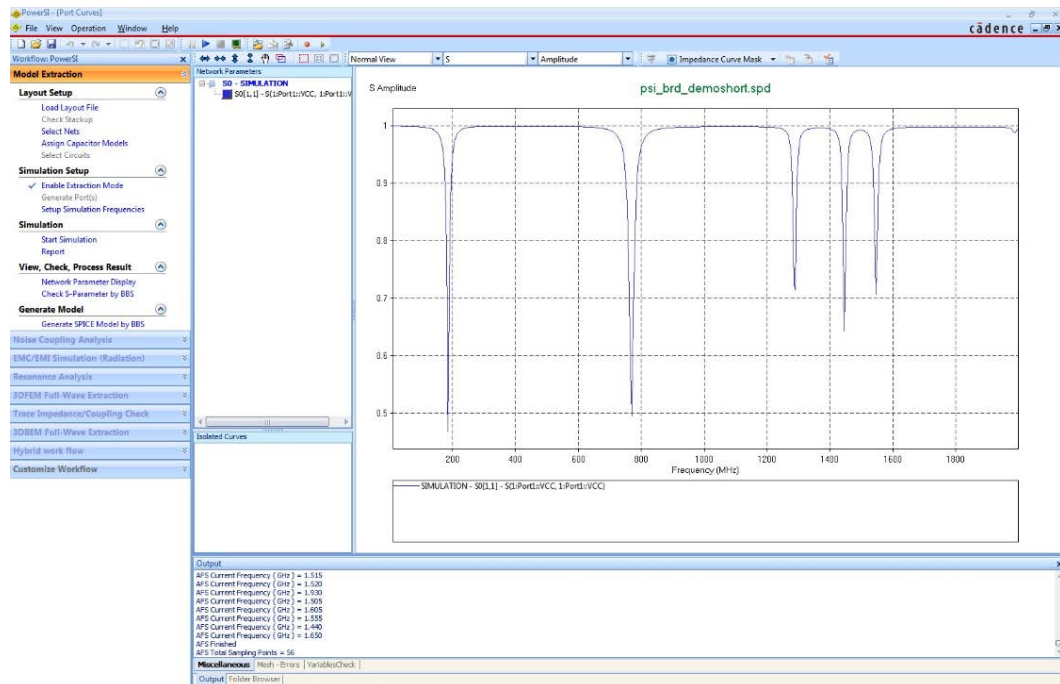 PowerSI - [Port Curves]
File View Operation Window Help
cādence
Workflow: PowerSI
Normal View
S
Amplitude
Impedance Curve Mask
Model Extraction
Layout Setup
Load Layout File
Check Stackup
Select Nets
Assign Capacitor Models
Select Circuits
Simulation Setup
Enable Extraction Mode
Generate Port(s)
Setup Simulation Frequencies
Simulation
Start Simulation
Report
View, Check, Process Result
Network Parameter Display
Check S-Parameter by BBS
Generate Model
Generate SPICE Model by BBS
Noise Coupling Analysis
EMC/EMI Simulation (Radiation)
Resonance Analysis
3DFEM Full-Wave Extraction
Trace Impedance/Coupling Check
3DBEM Full-Wave Extraction
Hybrid work flow
Customize Workflow
Network Parameters
S0 - SIMULATION
S0[1,1] - S(1:Port1::VCC, 1:Port1::V
Isolated Curves
S Amplitude
psi_brd_demoshort.spd
1
0.9
0.8
0.7
0.6
0.5
200 400 600 800 1000 1200 1400 1600 1800
Frequency (MHz)
SIMULATION - S0[1,1] - S(1:Port1::VCC, 1:Port1::VCC)
Output
AFS Current Frequency ( GHz ) = 1.515
AFS Current Frequency ( GHz ) = 1.520
AFS Current Frequency ( GHz ) = 1.930
AFS Current Frequency ( GHz ) = 1.505
AFS Current Frequency ( GHz ) = 1.605
AFS Current Frequency ( GHz ) = 1.555
AFS Current Frequency ( GHz ) = 1.440
AFS Current Frequency ( GHz ) = 1.650
AFS Finished
AFS Total Sampling Points = 56
Miscellaneous Mesh - Errors VariablesCheck
Output Folder Browser